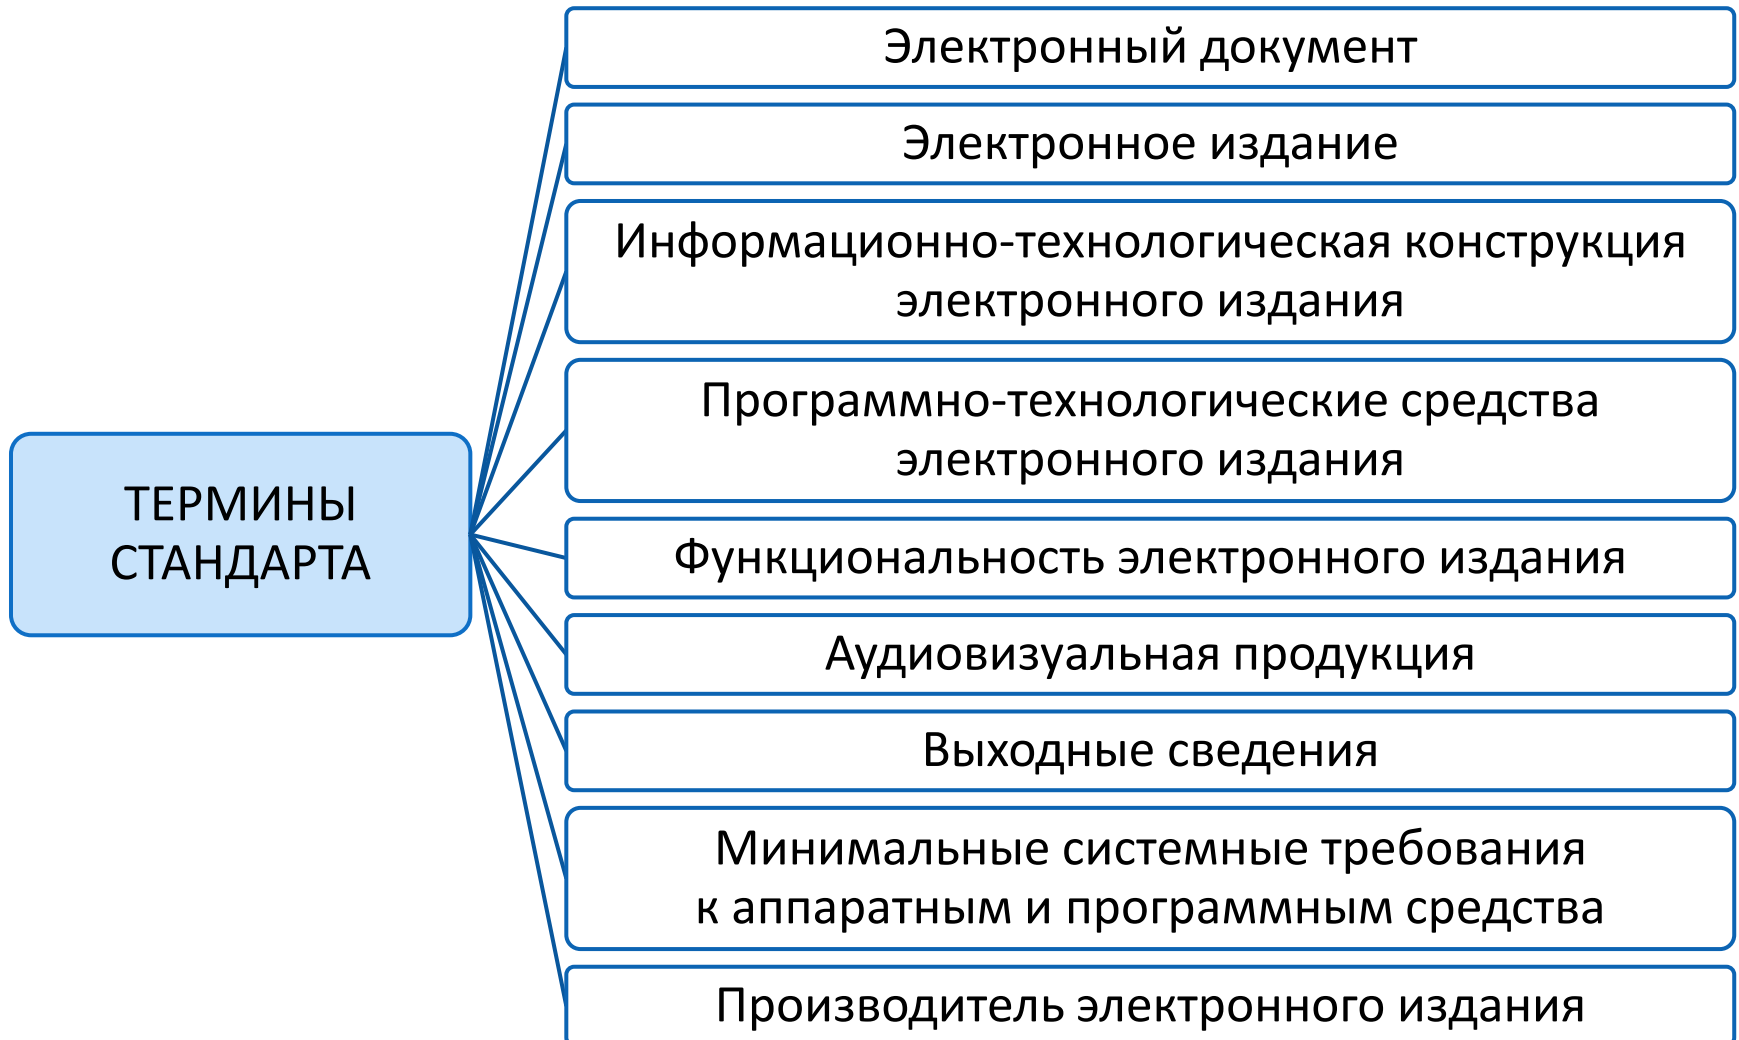 ТЕРМИНЫ
СТАНДАРТА
Электронный документ
Электронное издание
Информационно-технологическая конструкция
электронного издания
Программно-технологические средства
электронного издания
Функциональность электронного издания
Аудиовизуальная продукция
Выходные сведения
Минимальные системные требования
к аппаратным и программным средства
Производитель электронного издания